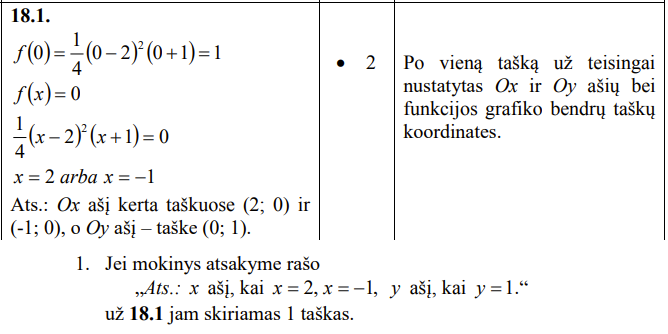 18.1.
f(0) = 1/4 (0 − 2)²(0 + 1) = 1
f(x) = 0
1/4 (x − 2)²(x + 1) = 0
x = 2 arba x = −1
Ats.: Ox ašį kerta taškuose (2; 0) ir
(-1; 0), o Oy ašį – taške (0; 1).
• 2
Po vieną tašką už teisingai
nustatytas Ox ir Oy ašių bei
funkcijos grafiko bendrų taškų
koordinates.
1. Jei mokinys atsakyme rašo
„Ats.: x ašį, kai x = 2, x = −1, y ašį, kai y = 1.“
už 18.1 jam skiriamas 1 taškas.